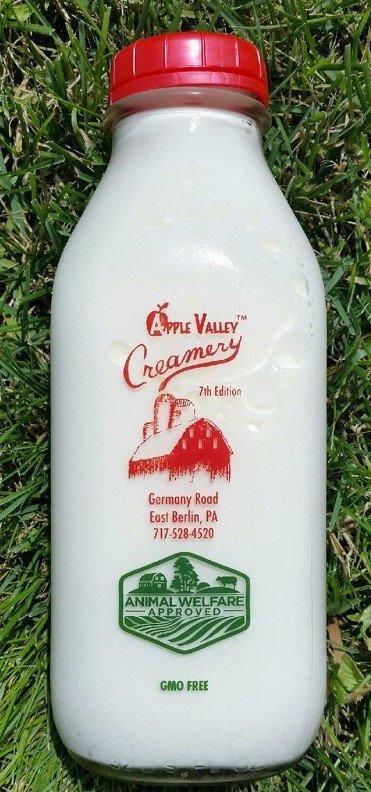 Apple Valley™
Creamery
7th Edition
Germany Road
East Berlin, PA
717-528-4520
ANIMAL WELFARE
APPROVED
GMO FREE